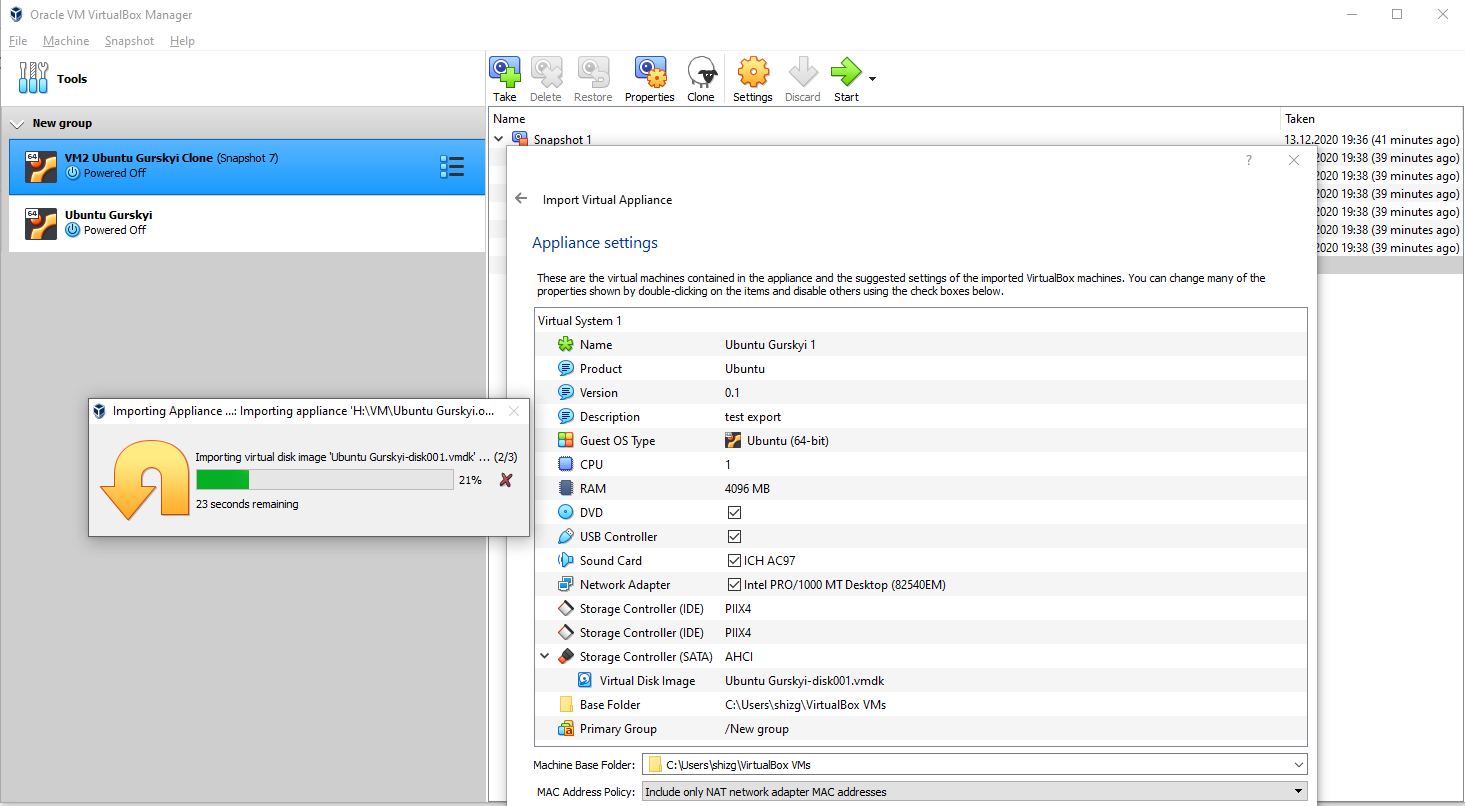 Oracle VM VirtualBox Manager
File Machine Snapshot Help
Tools
Take Delete Restore Properties Clone Settings Discard Start
New group
64
VM2 Ubuntu Gurskyi Clone (Snapshot 7)
Powered Off
64
Ubuntu Gurskyi
Powered Off
Name Taken
Snapshot 1 13.12.2020 19:36 (41 minutes ago)
2020 19:38 (39 minutes ago)
2020 19:38 (39 minutes ago)
2020 19:38 (39 minutes ago)
2020 19:38 (39 minutes ago)
2020 19:38 (39 minutes ago)
2020 19:38 (39 minutes ago)
?
Import Virtual Appliance
Appliance settings
These are the virtual machines contained in the appliance and the suggested settings of the imported VirtualBox machines. You can change many of the
properties shown by double-clicking on the items and disable others using the check boxes below.
Virtual System 1
Name Ubuntu Gurskyi 1
Product Ubuntu
Version 0.1
Description test export
Guest OS Type Ubuntu (64-bit)
CPU 1
RAM 4096 MB
DVD
USB Controller
Sound Card ICH AC97
Network Adapter Intel PRO/1000 MT Desktop (82540EM)
Storage Controller (IDE) PIIX4
Storage Controller (IDE) PIIX4
Storage Controller (SATA) AHCI
Virtual Disk Image Ubuntu Gurskyi-disk001.vmdk
Base Folder C:\Users\shizg\VirtualBox VMs
Primary Group /New group
Machine Base Folder: C:\Users\shizg\VirtualBox VMs
MAC Address Policy: Include only NAT network adapter MAC addresses
Importing Appliance ...: Importing appliance 'H:\VM\Ubuntu Gurskyi.o...
Importing virtual disk image 'Ubuntu Gurskyi-disk001.vmdk' ... (2/3)
21%
23 seconds remaining